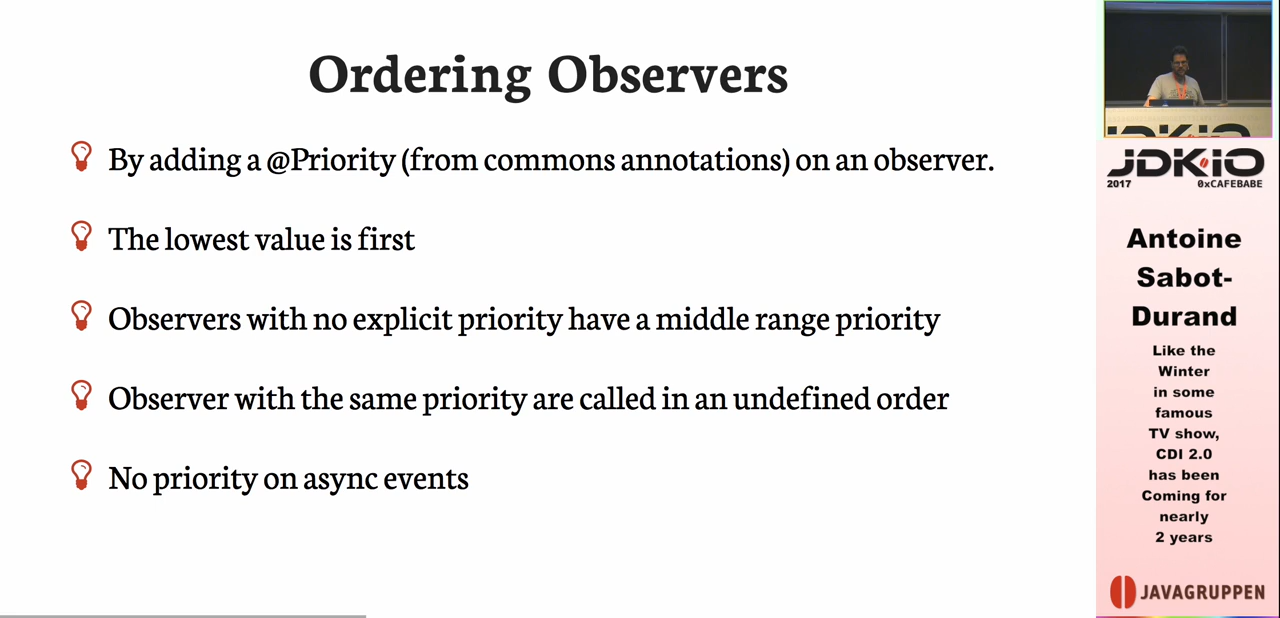 Ordering Observers
By adding a @Priority (from commons annotations) on an observer.
The lowest value is first
Observers with no explicit priority have a middle range priority
Observer with the same priority are called in an undefined order
No priority on async events
JDKIO
2017 0xCAFEBABE
Antoine
Sabot-
Durand
Like the
Winter
in some
famous
TV show,
CDI 2.0
has been
Coming for
nearly
2 years
JAVAGRUPPEN